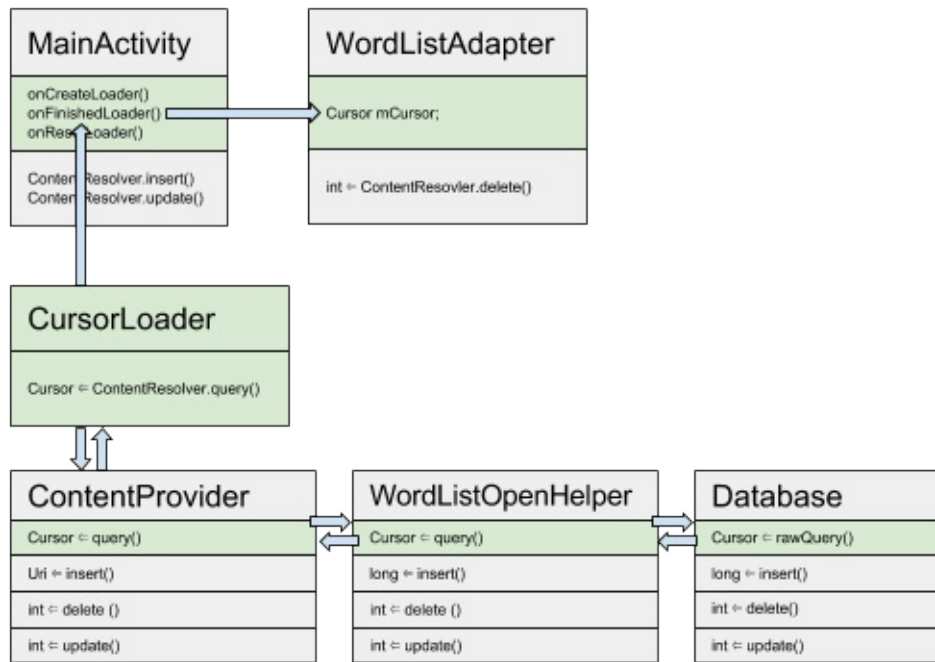 MainActivity
onCreateLoader()
onFinishedLoader()
onResetLoader()
ContentResolver.insert()
ContentResolver.update()
WordListAdapter
Cursor mCursor;
int ⇐ ContentResovler.delete()
CursorLoader
Cursor ⇐ ContentResolver.query()
ContentProvider
Cursor ⇐ query()
Uri ⇐ insert()
int ⇐ delete ()
int ⇐ update()
WordListOpenHelper
Cursor ⇐ query()
long ⇐ insert()
int ⇐ delete ()
int ⇐ update()
Database
Cursor ⇐ rawQuery()
long ⇐ insert()
int ⇐ delete()
int ⇐ update()